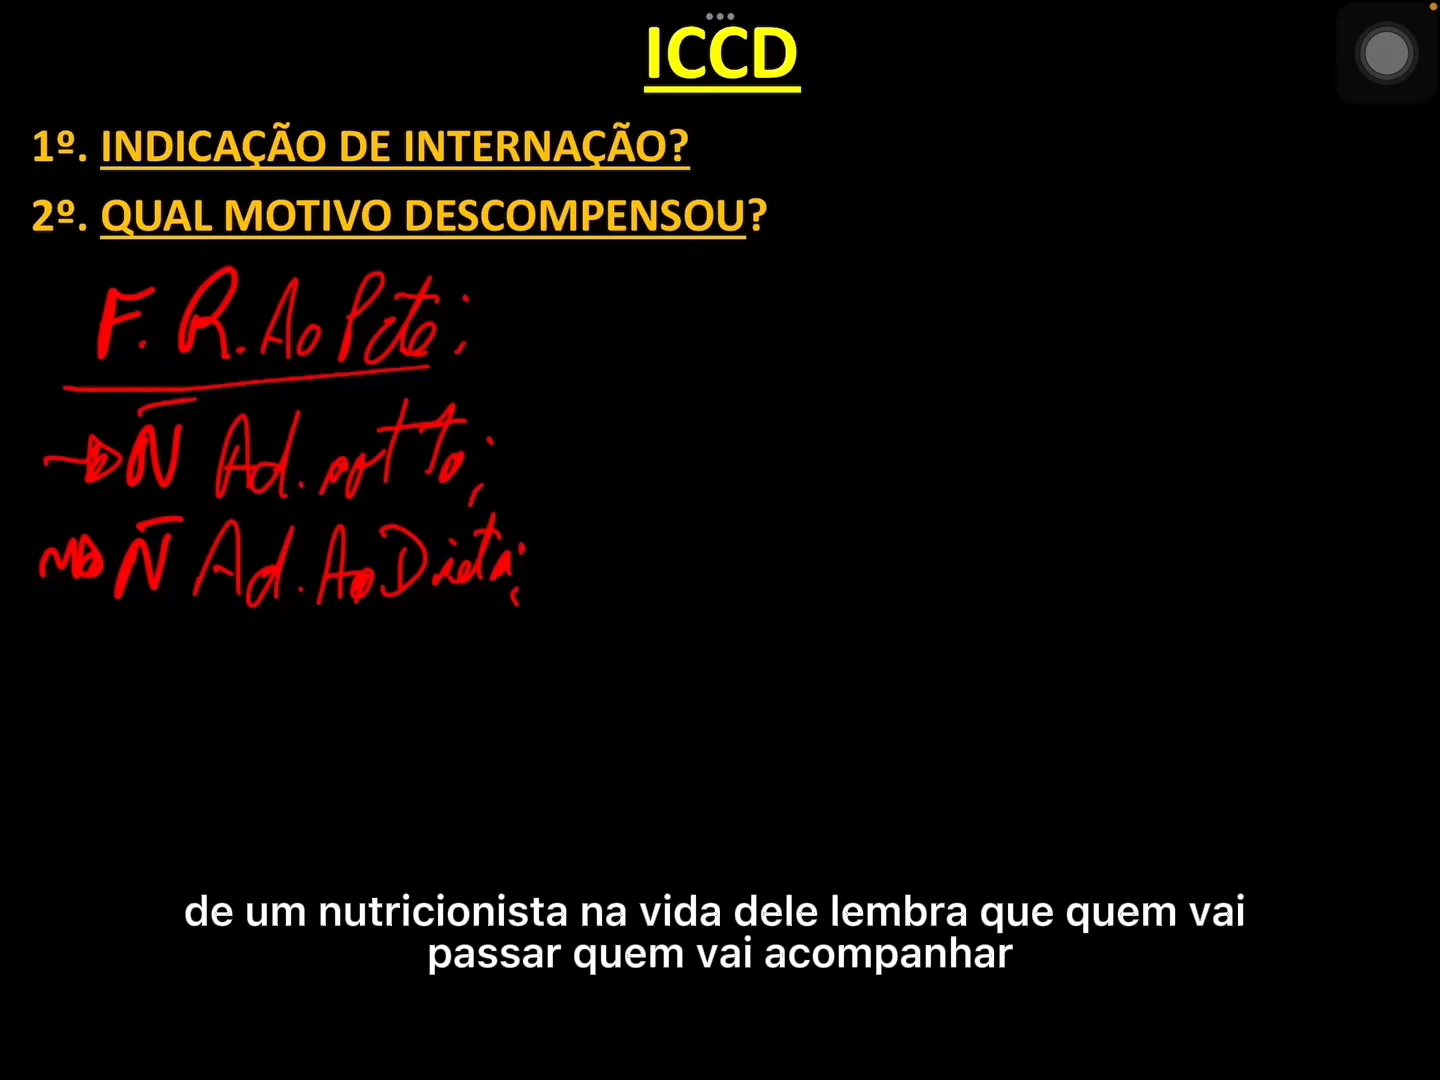 ICCD
1º. INDICAÇÃO DE INTERNAÇÃO?
2º. QUAL MOTIVO DESCOMPENSOU?
F. R. Ao Pcte;
Ñ Ad. Tto;
Ñ Ad. Ao Dieta;
de um nutricionista na vida dele lembra que quem vai
passar quem vai acompanhar